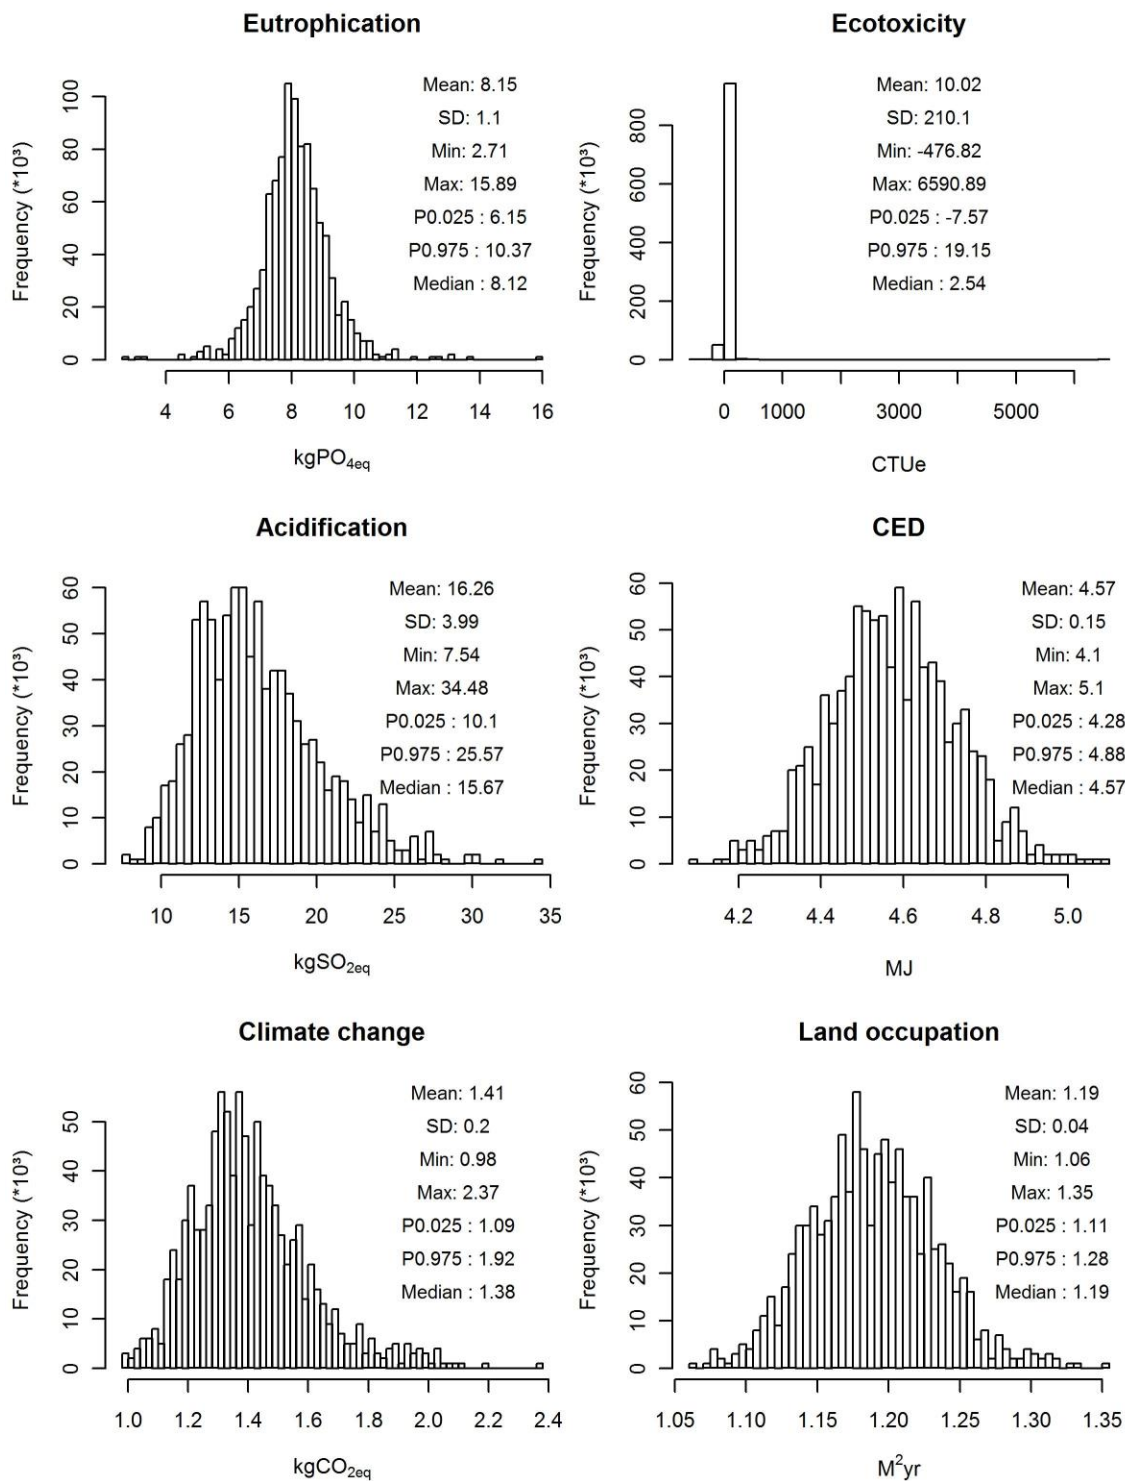 Eutrophication
Frequency (*10³)
0
20
40
60
80
100
Mean: 8.15
SD: 1.1
Min: 2.71
Max: 15.89
P0.025 : 6.15
P0.975 : 10.37
Median : 8.12
4 6 8 10 12 14 16
kgPO₄eq
Ecotoxicity
Frequency (*10³)
0
200
400
600
800
Mean: 10.02
SD: 210.1
Min: -476.82
Max: 6590.89
P0.025 : -7.57
P0.975 : 19.15
Median : 2.54
0 1000 3000 5000
CTUe
Acidification
Frequency (*10³)
0
10
20
30
40
50
60
Mean: 16.26
SD: 3.99
Min: 7.54
Max: 34.48
P0.025 : 10.1
P0.975 : 25.57
Median : 15.67
10 15 20 25 30 35
kgSO₂eq
CED
Frequency (*10³)
0
10
20
30
40
50
60
Mean: 4.57
SD: 0.15
Min: 4.1
Max: 5.1
P0.025 : 4.28
P0.975 : 4.88
Median : 4.57
4.2 4.4 4.6 4.8 5.0
MJ
Climate change
Frequency (*10³)
0
10
20
30
40
50
Mean: 1.41
SD: 0.2
Min: 0.98
Max: 2.37
P0.025 : 1.09
P0.975 : 1.92
Median : 1.38
1.0 1.2 1.4 1.6 1.8 2.0 2.2 2.4
kgCO₂eq
Land occupation
Frequency (*10³)
0
10
20
30
40
50
60
Mean: 1.19
SD: 0.04
Min: 1.06
Max: 1.35
P0.025 : 1.11
P0.975 : 1.28
Median : 1.19
1.05 1.10 1.15 1.20 1.25 1.30 1.35
M²yr